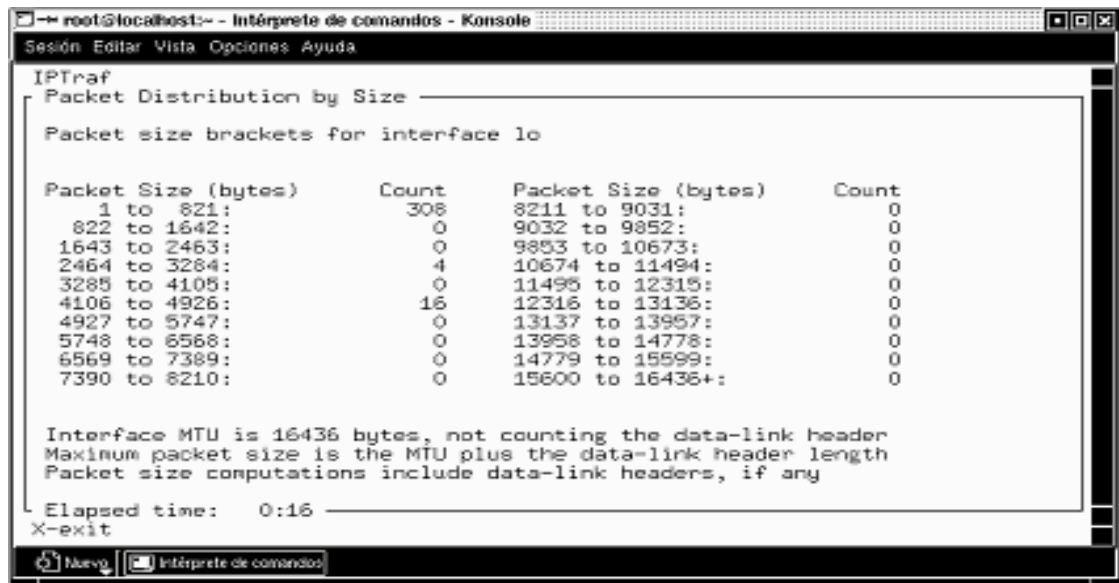 root@localhost:~ - Intérprete de comandos - Konsole
Sesión Editar Vista Opciones Ayuda
IPTraf
Packet Distribution by Size
Packet size brackets for interface lo
Packet Size (bytes) Count Packet Size (bytes) Count
1 to 821: 308 8211 to 9031: 0
822 to 1642: 0 9032 to 9852: 0
1643 to 2463: 0 9853 to 10673: 0
2464 to 3284: 4 10674 to 11494: 0
3285 to 4105: 0 11495 to 12315: 0
4106 to 4926: 16 12316 to 13136: 0
4927 to 5747: 0 13137 to 13957: 0
5748 to 6568: 0 13958 to 14778: 0
6569 to 7389: 0 14779 to 15599: 0
7390 to 8210: 0 15600 to 16436+: 0
Interface MTU is 16436 bytes, not counting the data-link header
Maximum packet size is the MTU plus the data-link header length
Packet size computations include data-link headers, if any
Elapsed time: 0:16
X-exit
Nuevo Intérprete de comandos